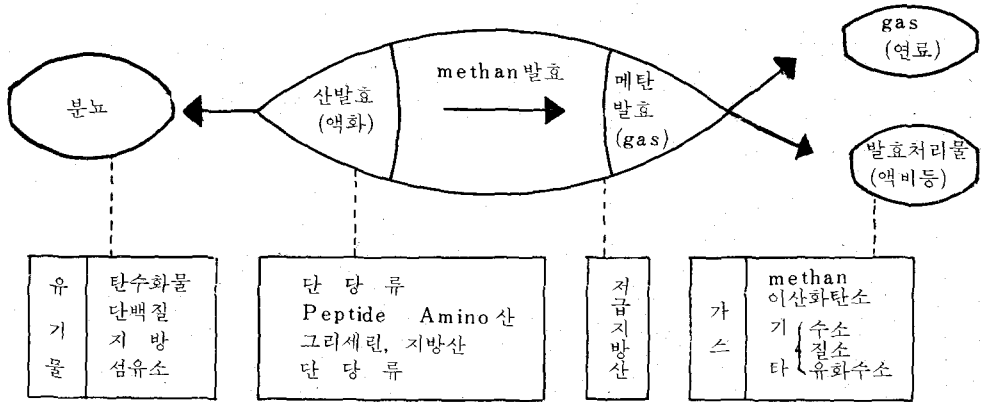 분뇨
산발효
(액화)
methan발효
메탄
발효
(gas)
gas
(연료)
발효처리물
(액비등)
유기물
탄수화물
단백질
지 방
섬유소
단 당 류
Peptide Amino산
그리세린, 지방산
단 당 류
저급지방산
가스
methan
이산화탄소
기타
수소
질소
유화수소